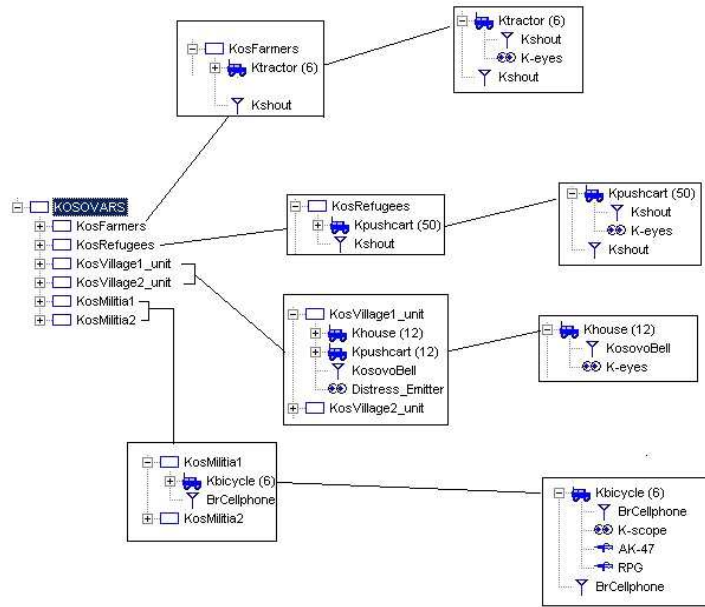 KosFarmers
Ktractor (6)
Kshout
Ktractor (6)
Kshout
K-eyes
Kshout
KOSOVARS
KosFarmers
KosRefugees
KosVillage1_unit
KosVillage2_unit
KosMilitia1
KosMilitia2
KosRefugees
Kpushcart (50)
Kshout
Kpushcart (50)
Kshout
K-eyes
Kshout
KosVillage1_unit
Khouse (12)
Kpushcart (12)
KosovoBell
Distress_Emitter
KosVillage2_unit
Khouse (12)
KosovoBell
K-eyes
KosMilitia1
Kbicycle (6)
BrCellphone
KosMilitia2
Kbicycle (6)
BrCellphone
K-scope
AK-47
RPG
BrCellphone